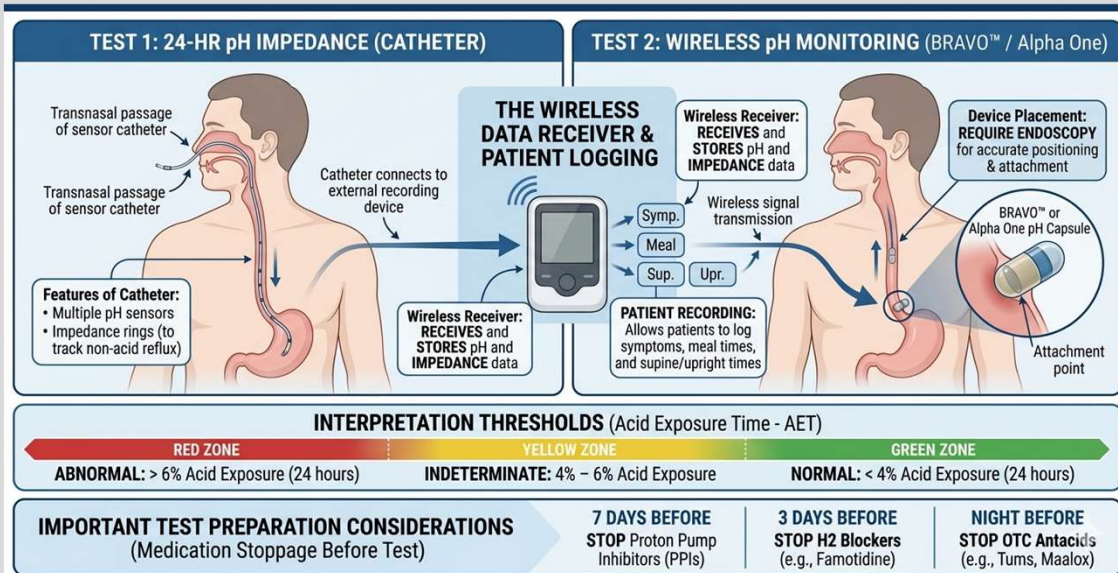 TEST 1: 24-HR pH IMPEDANCE (CATHETER)
Transnasal passage
of sensor catheter
Transnasal passage
of sensor catheter
Catheter connects to
external recording
device
Features of Catheter:
• Multiple pH sensors
• Impedance rings (to
track non-acid reflux)
THE WIRELESS
DATA RECEIVER &
PATIENT LOGGING
Wireless Receiver:
RECEIVES and
STORES pH and
IMPEDANCE data
Symp.
Meal
Sup.
Upr.
TEST 2: WIRELESS pH MONITORING (BRAVO™ / Alpha One)
Wireless Receiver:
RECEIVES and
STORES pH and
IMPEDANCE data
Wireless signal
transmission
PATIENT RECORDING:
Allows patients to log
symptoms, meal times,
and supine/upright times
Device Placement:
REQUIRE ENDOSCOPY
for accurate positioning
& attachment
BRAVO™ or
Alpha One pH Capsule
Attachment
point
INTERPRETATION THRESHOLDS (Acid Exposure Time - AET)
RED ZONE
YELLOW ZONE
GREEN ZONE
ABNORMAL: > 6% Acid Exposure (24 hours)
INDETERMINATE: 4% – 6% Acid Exposure
NORMAL: < 4% Acid Exposure (24 hours)
IMPORTANT TEST PREPARATION CONSIDERATIONS
(Medication Stoppage Before Test)
7 DAYS BEFORE
STOP Proton Pump
Inhibitors (PPIs)
3 DAYS BEFORE
STOP H2 Blockers
(e.g., Famotidine)
NIGHT BEFORE
STOP OTC Antacids
(e.g., Tums, Maalox)